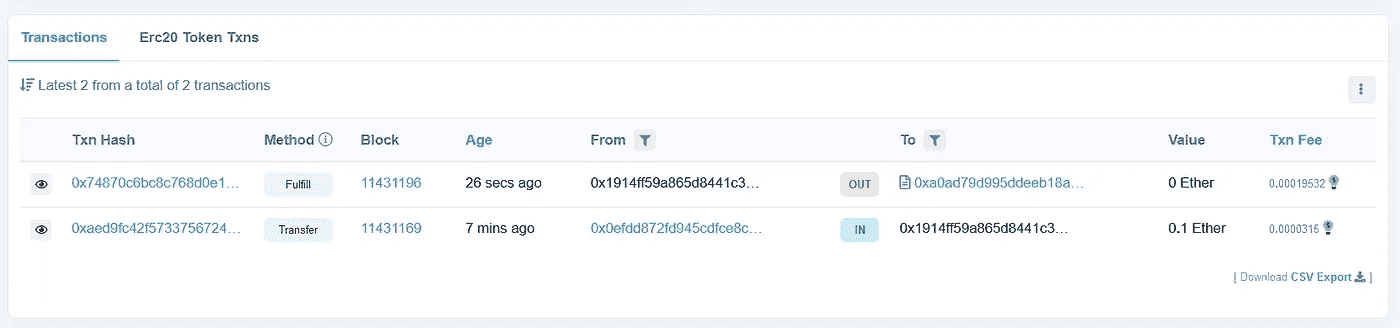 Transactions Erc20 Token Txns
Latest 2 from a total of 2 transactions
Txn Hash Method Block Age From To Value Txn Fee
0x74870c6bc8c768d0e1... Fulfill 11431196 26 secs ago 0x1914ff59a865d8441c3... OUT 0xa0ad79d995ddeeb18a... 0 Ether 0.00019532
0xaed9fc42f5733756724... Transfer 11431169 7 mins ago 0x0efdd872fd945cdfce8c... IN 0x1914ff59a865d8441c3... 0.1 Ether 0.0000315
[ Download CSV Export ]